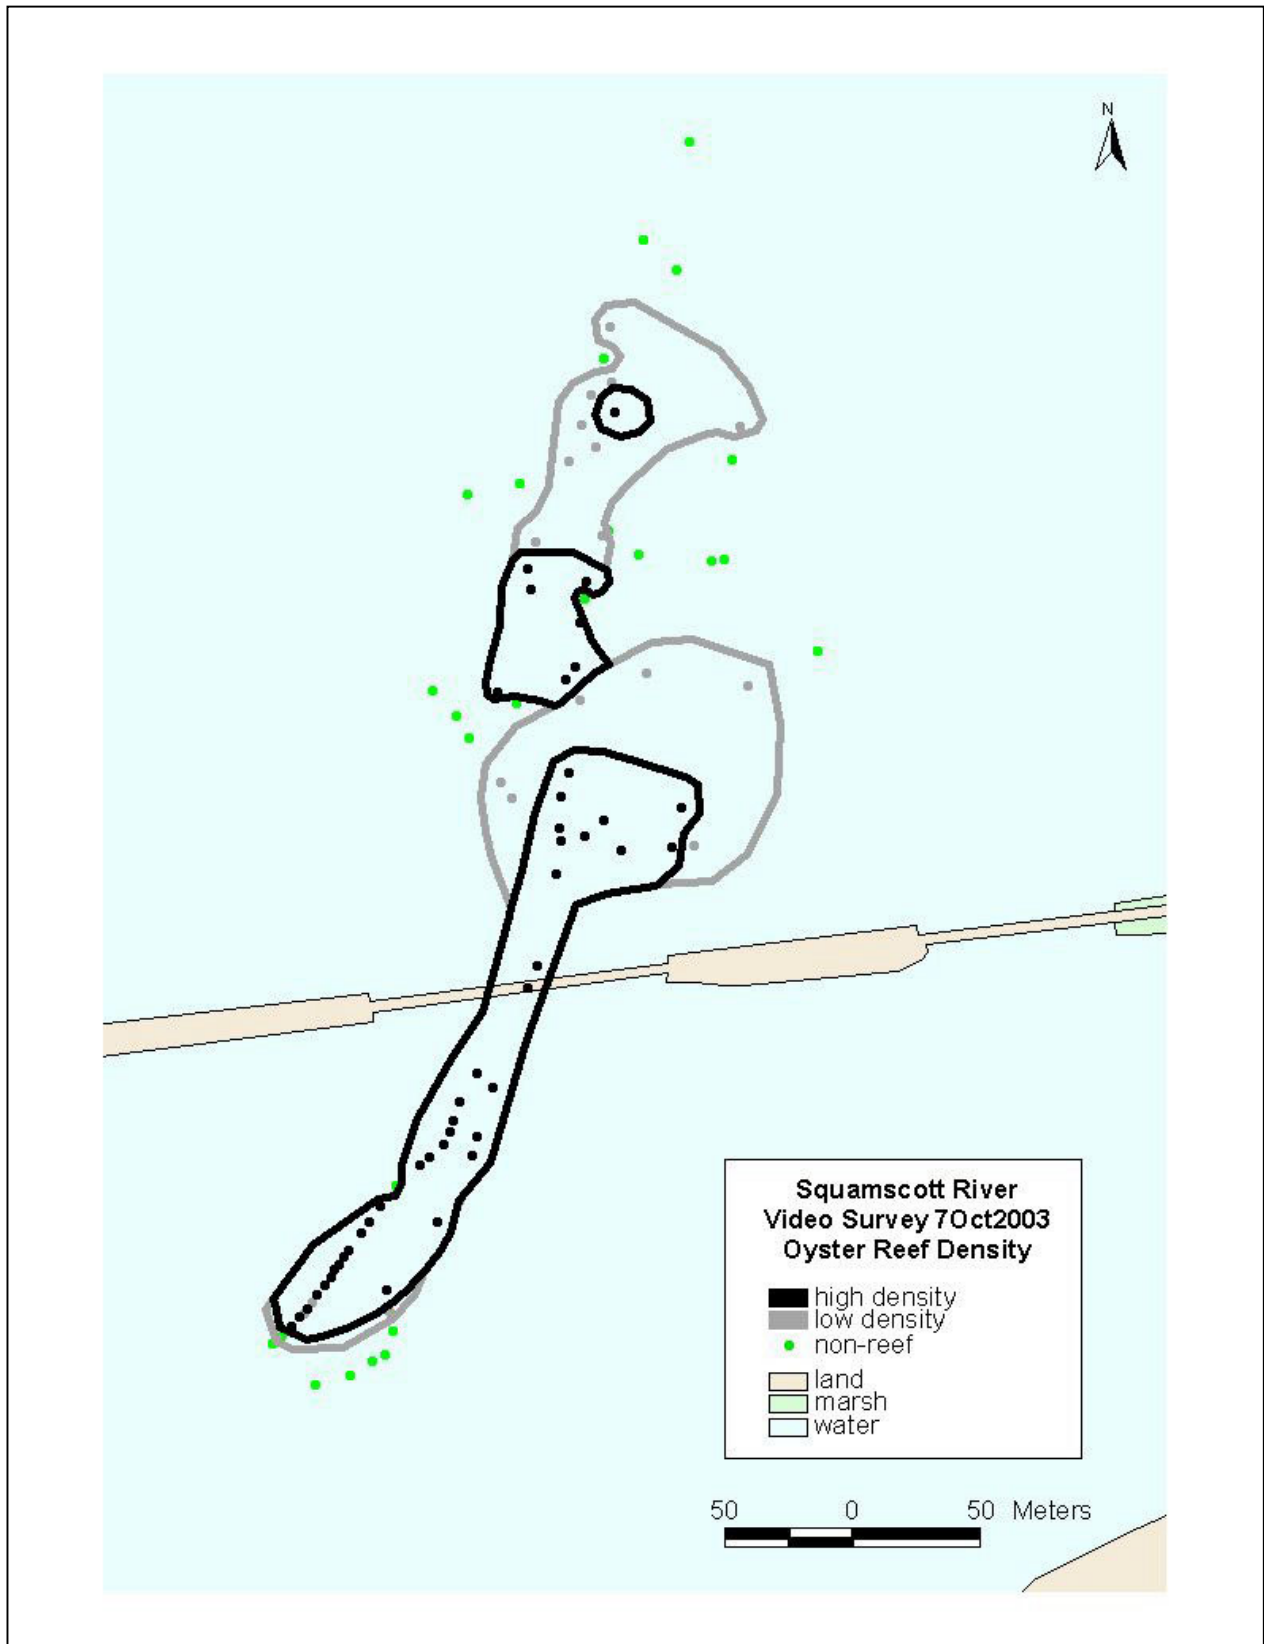 N
Squamscott River
Video Survey 7Oct2003
Oyster Reef Density
high density
low density
non-reef
land
marsh
water
50 0 50 Meters